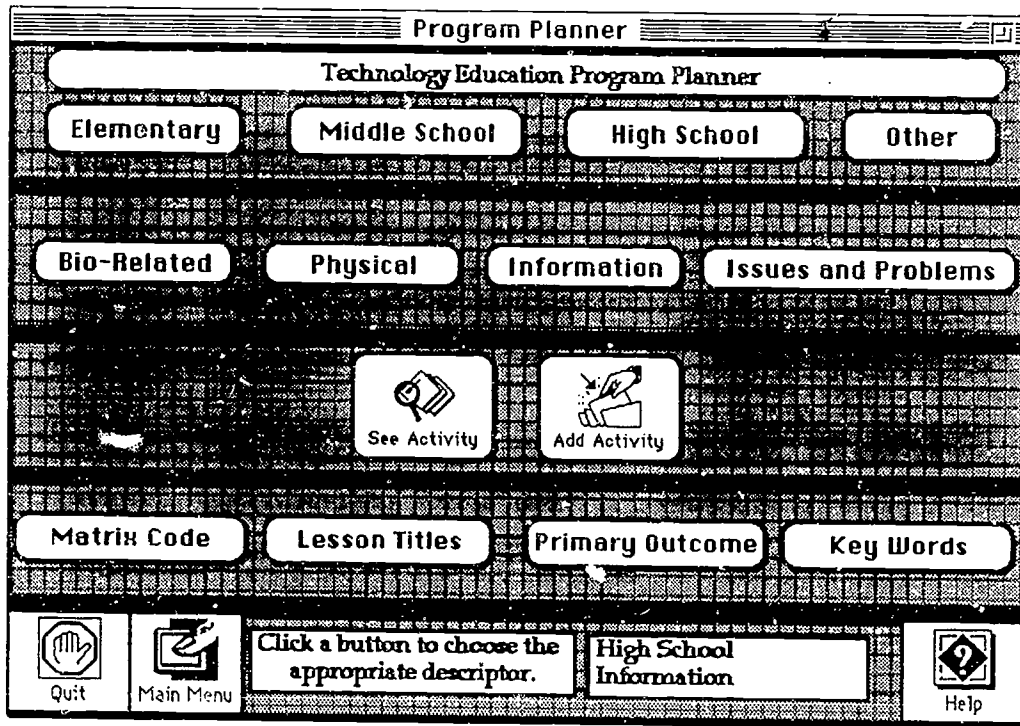 Program Planner
Technology Education Program Planner
Elementary Middle School High School Other
Bio-Related Physical Information Issues and Problems
See Activity Add Activity
Matrix Code Lesson Titles Primary Outcome Key Words
Click a button to choose the
appropriate descriptor.
High School
Information
Quit Main Menu Help